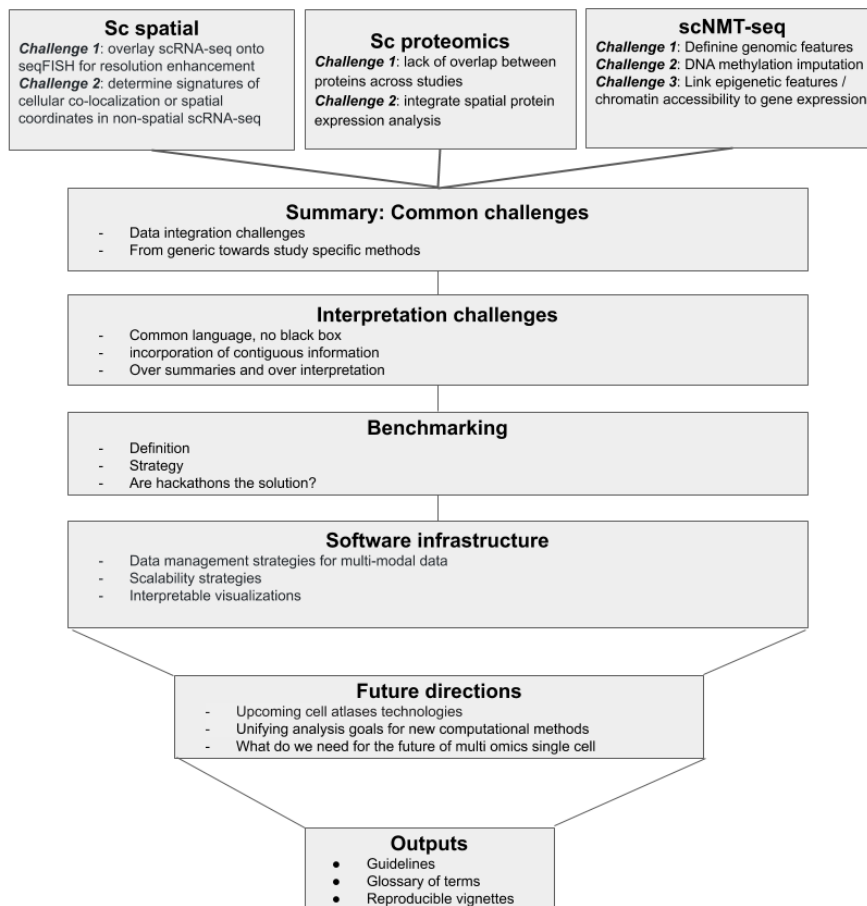 Sc spatial
Challenge 1: overlay scRNA-seq onto
seqFISH for resolution enhancement
Challenge 2: determine signatures of
cellular co-localization or spatial
coordinates in non-spatial scRNA-seq
Sc proteomics
Challenge 1: lack of overlap between
proteins across studies
Challenge 2: integrate spatial protein
expression analysis
scNMT-seq
Challenge 1: Definine genomic features
Challenge 2: DNA methylation imputation
Challenge 3: Link epigenetic features /
chromatin accessibility to gene expression
Summary: Common challenges
- Data integration challenges
- From generic towards study specific methods
Interpretation challenges
- Common language, no black box
- incorporation of contiguous information
- Over summaries and over interpretation
Benchmarking
- Definition
- Strategy
- Are hackathons the solution?
Software infrastructure
- Data management strategies for multi-modal data
- Scalability strategies
- Interpretable visualizations
Future directions
- Upcoming cell atlases technologies
- Unifying analysis goals for new computational methods
- What do we need for the future of multi omics single cell
Outputs
● Guidelines
● Glossary of terms
● Reproducible vignettes